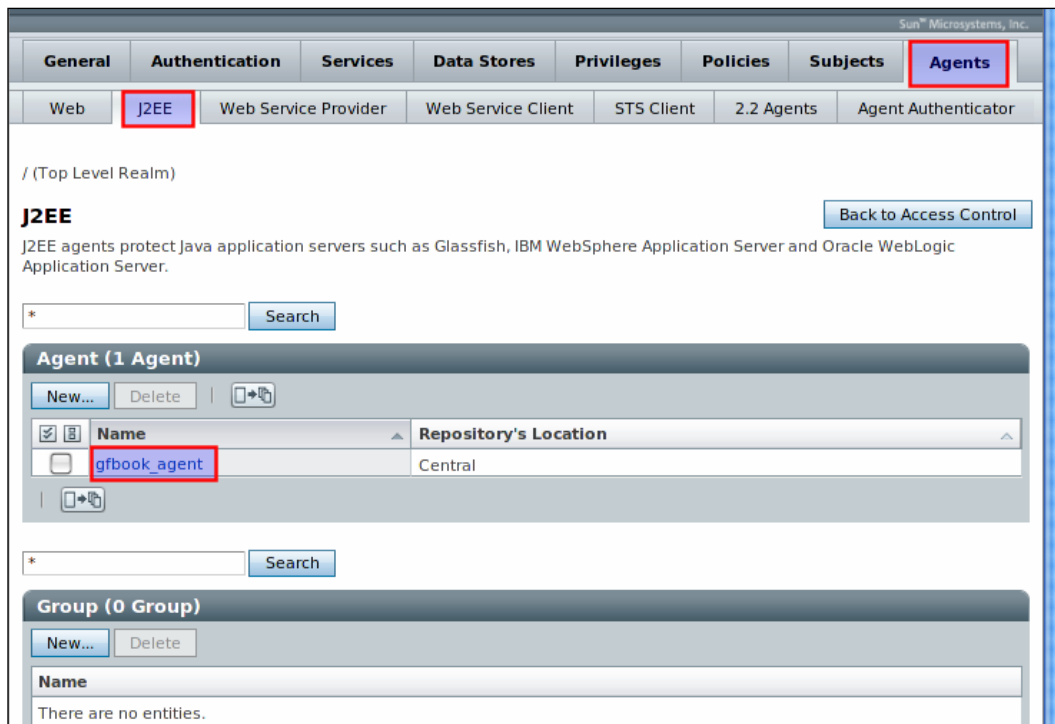 Sun™ Microsystems, Inc.
General Authentication Services Data Stores Privileges Policies Subjects Agents
Web J2EE Web Service Provider Web Service Client STS Client 2.2 Agents Agent Authenticator
/ (Top Level Realm)
J2EE Back to Access Control
J2EE agents protect Java application servers such as Glassfish, IBM WebSphere Application Server and Oracle WebLogic
Application Server.
* Search
Agent (1 Agent)
New... Delete |
Name Repository's Location
gfbook_agent Central
|
* Search
Group (0 Group)
New... Delete
Name
There are no entities.